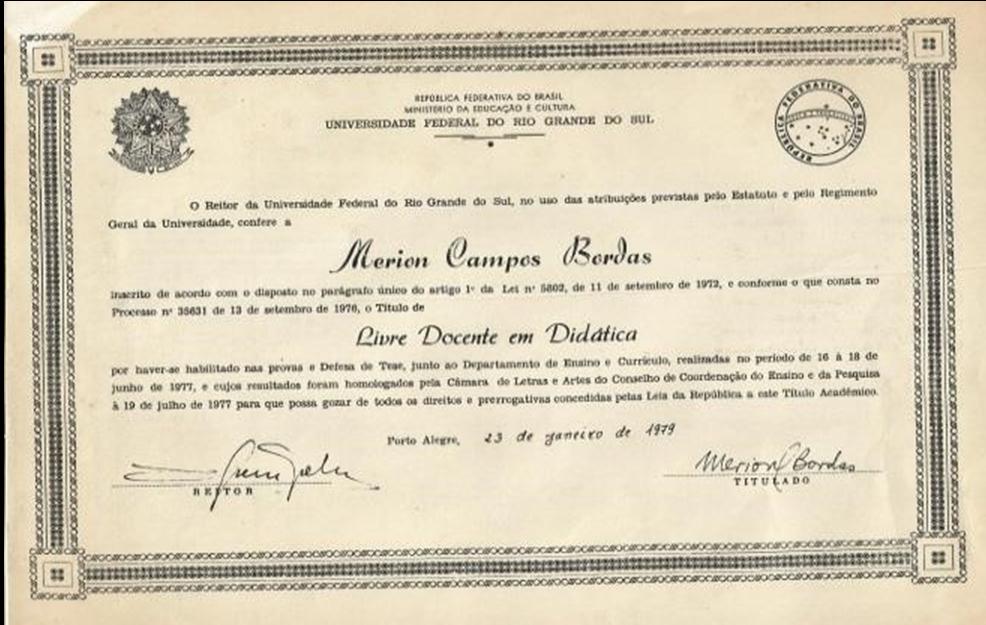 REPÚBLICA FEDERATIVA DO BRASIL
MINISTÉRIO DA EDUCAÇÃO E CULTURA
UNIVERSIDADE FEDERAL DO RIO GRANDE DO SUL
REPÚBLICA FEDERATIVA DO BRASIL
O Reitor da Universidade Federal do Rio Grande do Sul, no uso das atribuições previstas pelo Estatuto e pelo Regimento
Geral da Universidade, confere a
Merion Campos Bordas
inscrito de acordo com o disposto no parágrafo único do artigo 1º da Lei nº 5802, de 11 de setembro de 1972, e conforme o que consta no
Processo nº 35631 de 13 de setembro de 1976, o Título de
Livre Docente em Didática
por haver-se habilitado nas provas e Defesa de Tese, junto ao Departamento de Ensino e Currículo, realizadas no período de 16 à 18 de
junho de 1977, e cujos resultados foram homologados pela Câmara de Letras e Artes do Conselho de Coordenação do Ensino e da Pesquisa
à 19 de julho de 1977 para que possa gozar de todos os direitos e prerrogativas concedidas pelas Leis da República a este Título Acadêmico.
Porto Alegre, 23 de janeiro de 1979
Merion Bordas
REITOR
TITULADO